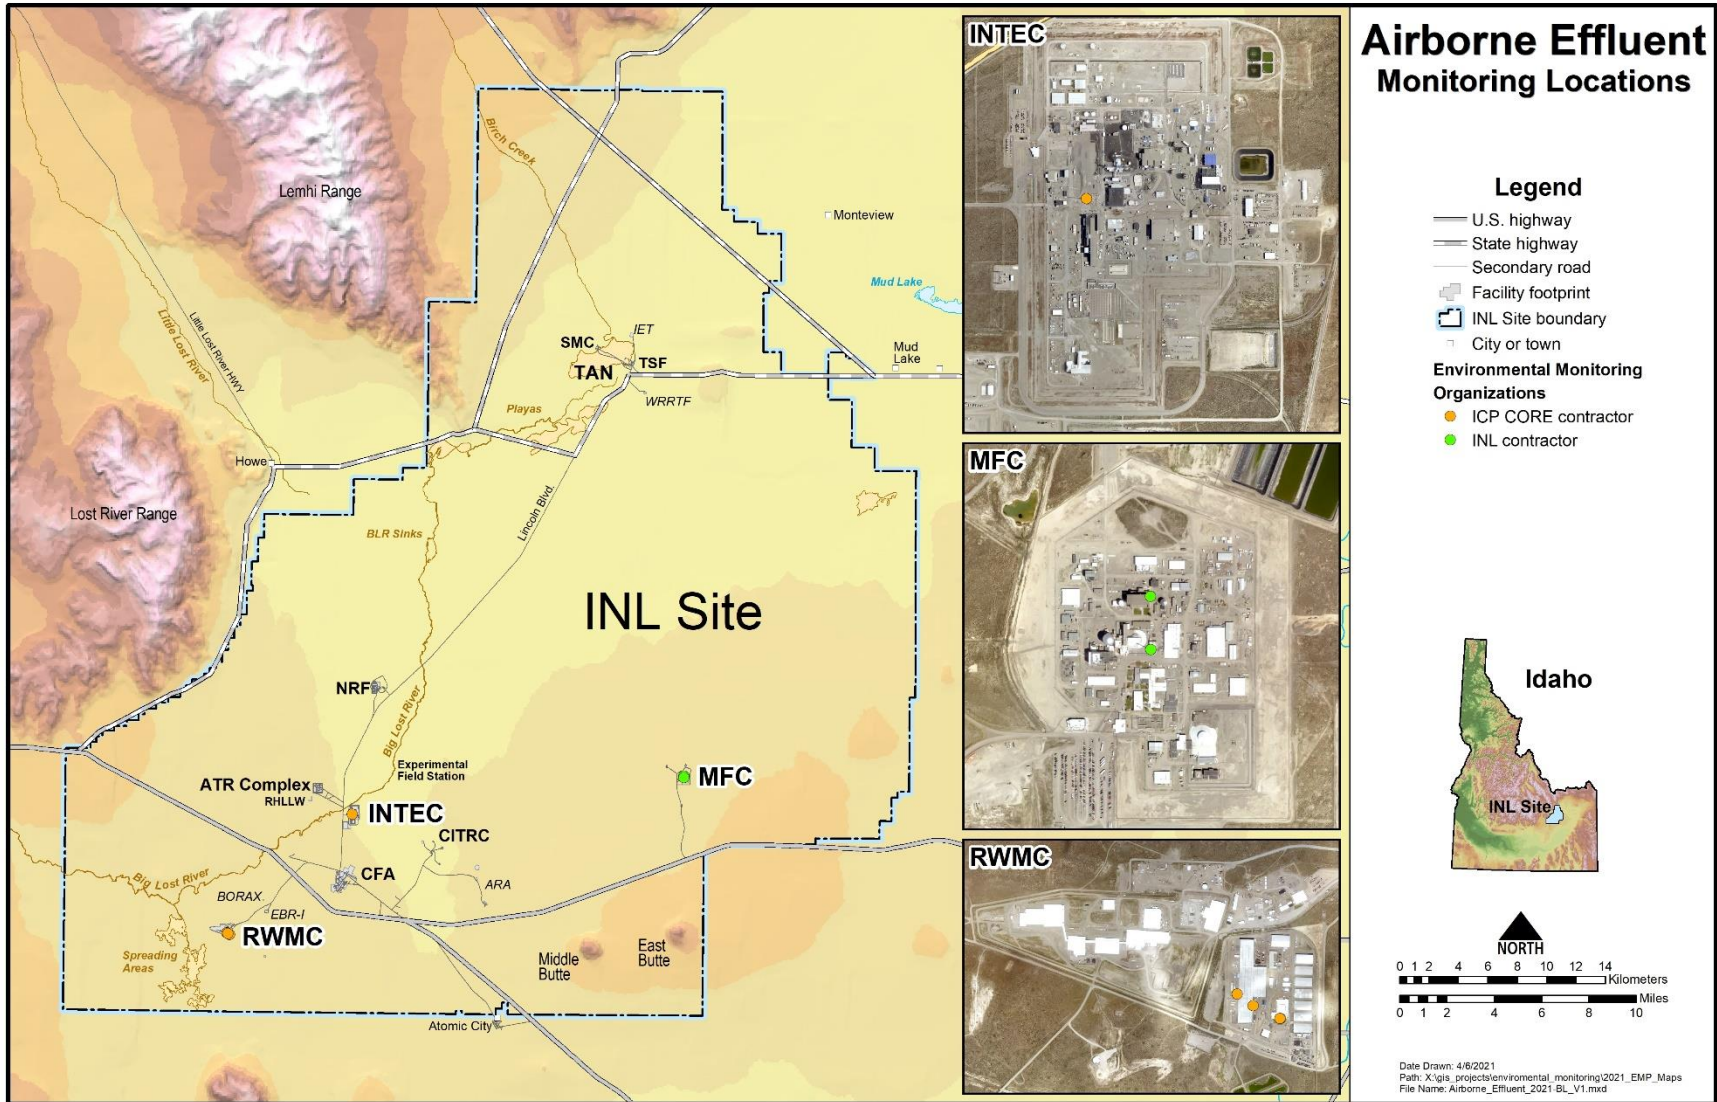 Airborne Effluent
Monitoring Locations
Legend
U.S. highway
State highway
Secondary road
Facility footprint
INL Site boundary
City or town
Environmental Monitoring
Organizations
ICP CORE contractor
INL contractor
Idaho
INL Site
NORTH
0 1 2 4 6 8 10 12 14
Kilometers
Miles
0 1 2 4 6 8 10
Date Drawn: 4/6/2021
Path: X:\gis_projects\enviromental_monitoring\2021_EMP_Maps
File Name: Airborne_Effluent_2021-BL_V1.mxd
INTEC
MFC
RWMC
Birch Creek
Lemhi Range
Monteview
Mud Lake
Little Lost River
Little Lost River HWY
IET
SMC
TSF
TAN
Mud
Lake
WRRTF
Playas
Howe
Lincoln Blvd.
Lost River Range
BLR Sinks
INL Site
NRF
Big Lost River
Experimental
Field Station
MFC
ATR Complex
RHLLW
INTEC
CITRC
CFA
Big Lost River
BORAX
ARA
EBR-I
RWMC
Spreading
Areas
Middle
Butte
East
Butte
Atomic City